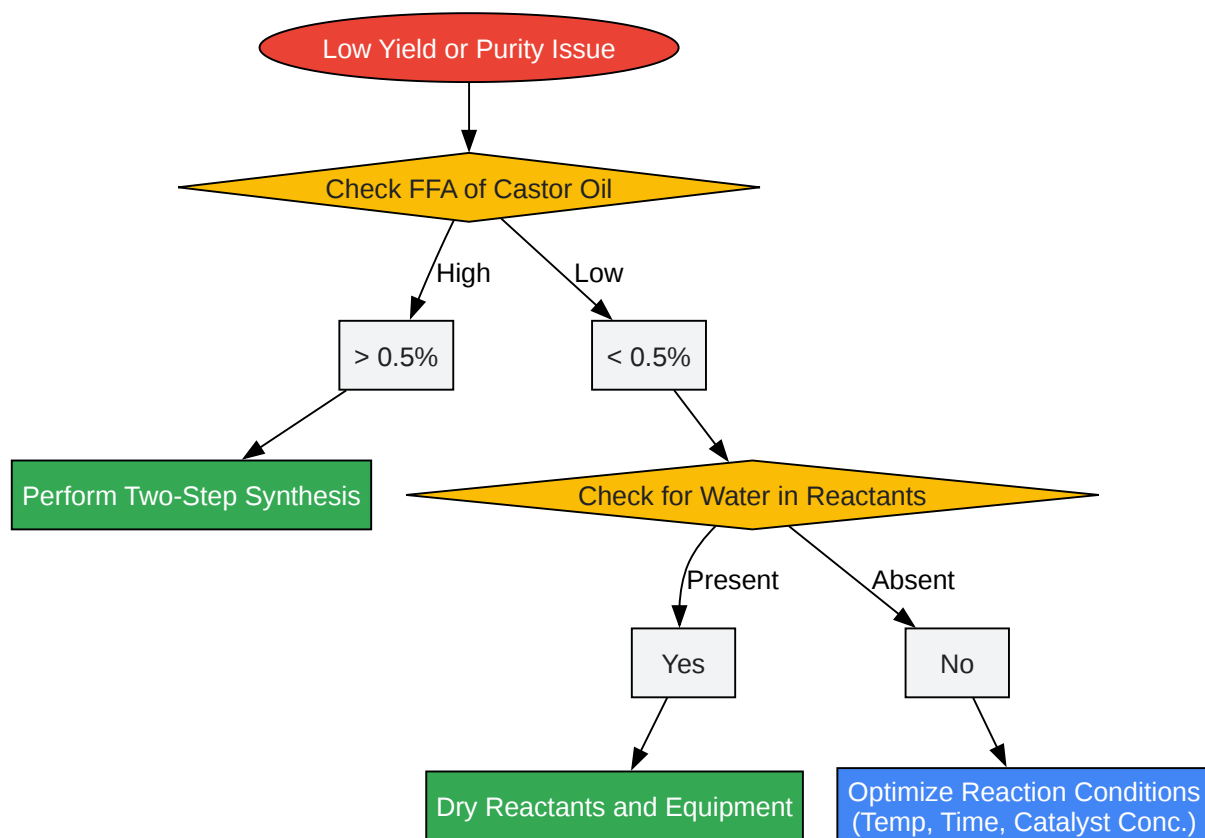 Low Yield or Purity Issue
Check FFA of Castor Oil
High
Low
> 0.5%
< 0.5%
Perform Two-Step Synthesis
Check for Water in Reactants
Present
Absent
Yes
No
Dry Reactants and Equipment
Optimize Reaction Conditions
(Temp, Time, Catalyst Conc.)